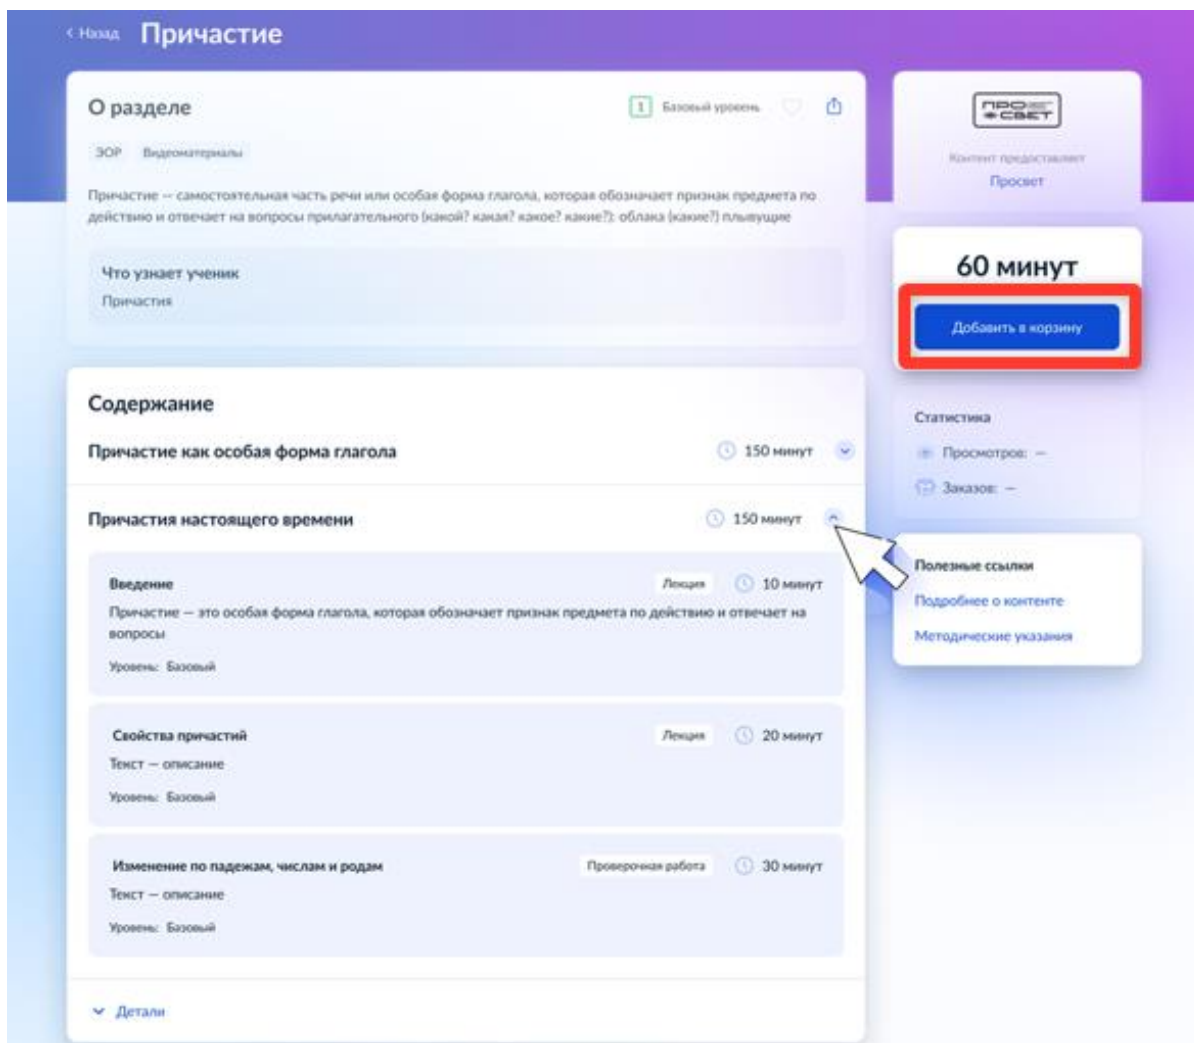 Назад Причастие
О разделе
1 Базовый уровень
ЭОР Видеоматериалы
Причастие — самостоятельная часть речи или особая форма глагола, которая обозначает признак предмета по
действию и отвечает на вопросы прилагательного (какой? какая? какое? какие?): облака (какие?) плывущие
Что узнает ученик
Причастия
ПРО
СВЕТ
Контент предоставляет
Просвет
60 минут
Добавить в корзину
Статистика
Просмотров: —
Заказов: —
Полезные ссылки
Подробнее о контенте
Методические указания
Содержание
Причастие как особая форма глагола 150 минут
Причастия настоящего времени 150 минут
Введение Лекция 10 минут
Причастие — это особая форма глагола, которая обозначает признак предмета по действию и отвечает на
вопросы
Уровень: Базовый
Свойства причастий Лекция 20 минут
Текст — описание
Уровень: Базовый
Изменение по падежам, числам и родам Проверочная работа 30 минут
Текст — описание
Уровень: Базовый
Детали